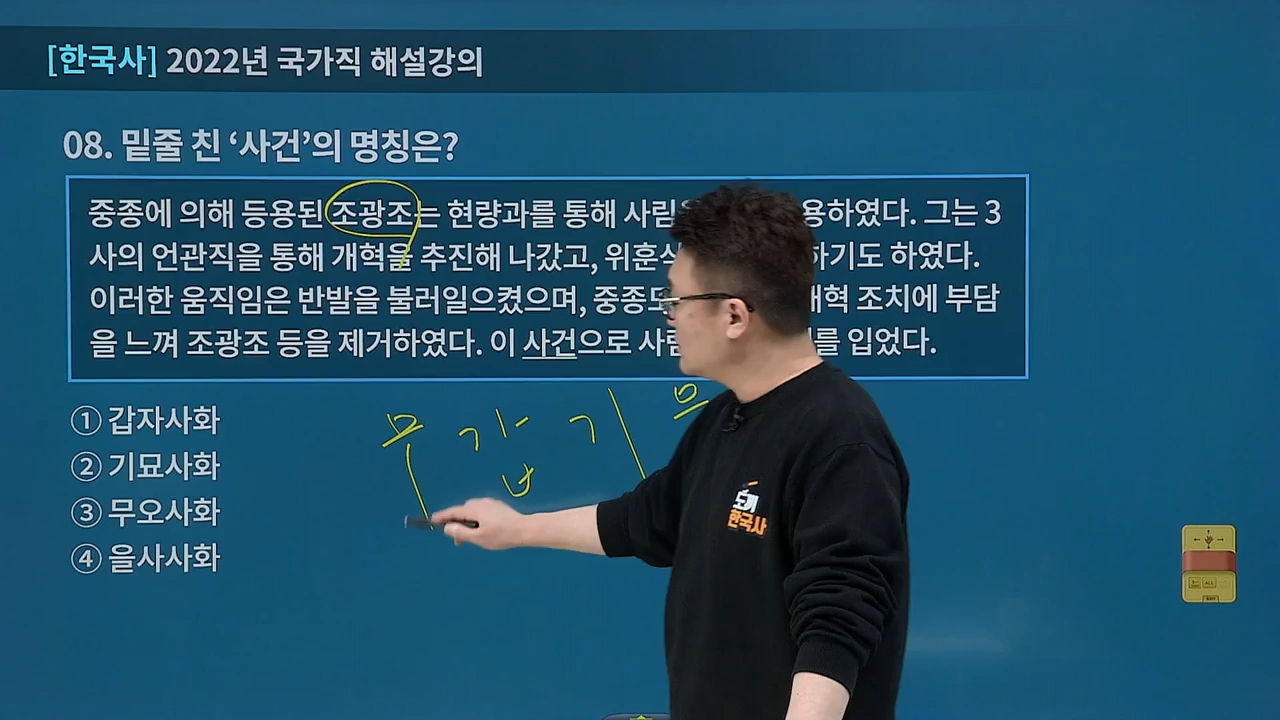 [한국사] 2022년 국가직 해설강의
08. 밑줄 친 ‘사건’의 명칭은?
중종에 의해 등용된 조광조는 현량과를 통해 사림을 용하였다. 그는 3
사의 언관직을 통해 개혁을 추진해 나갔고, 위훈삭 하기도 하였다.
이러한 움직임은 반발을 불러일으켰으며, 중종도 개혁 조치에 부담
을 느껴 조광조 등을 제거하였다. 이 사건으로 사림 를 입었다.
① 갑자사화
② 기묘사화
③ 무오사화
④ 을사사화
무 갑 기
도끼
한국사